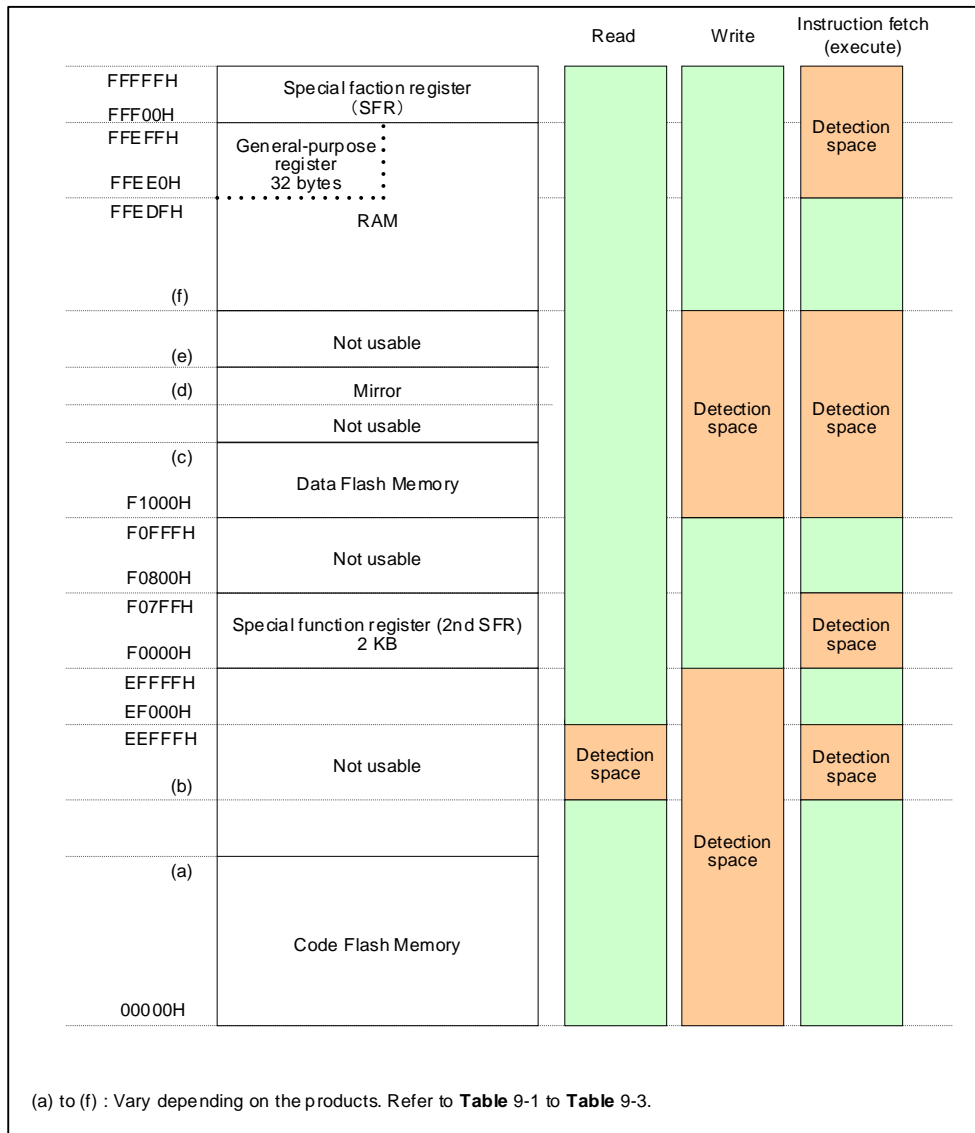 Read
Write
Instruction fetch
(execute)
FFFFFH
Special faction register
(SFR)
FFF00H
FFEFFH
General-purpose
register
32 bytes
Detection
space
FFEE0H
FFEDFH
RAM
(f)
Not usable
(e)
(d)
Mirror
Not usable
Detection
space
Detection
space
(c)
Data Flash Memory
F1000H
F0FFFH
Not usable
F0800H
F07FFH
Special function register (2nd SFR)
2 KB
Detection
space
F0000H
EFFFFH
EF000H
EEFFFH
Not usable
Detection
space
Detection
space
(b)
Detection
space
(a)
Code Flash Memory
00000H
(a) to (f) : Vary depending on the products. Refer to Table 9-1 to Table 9-3.